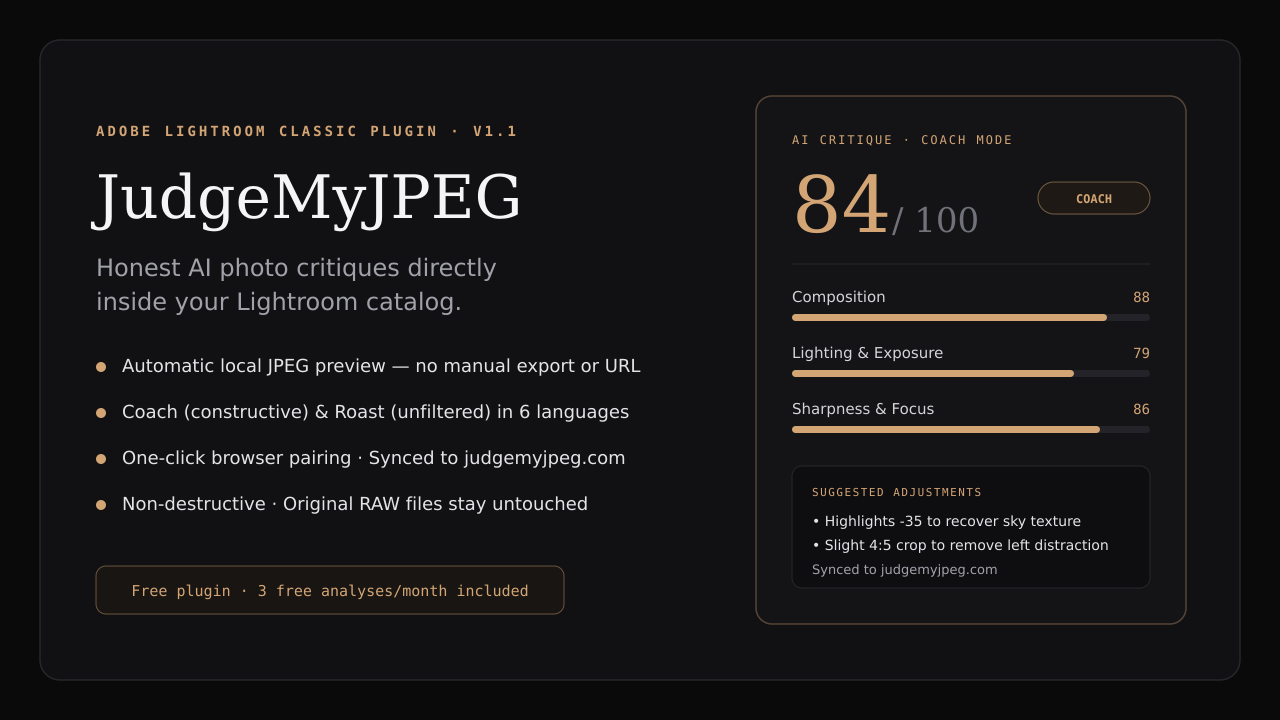 ADOBE LIGHTROOM CLASSIC PLUGIN · V1.1
JudgeMyJPEG
Honest AI photo critiques directly
inside your Lightroom catalog.
Automatic local JPEG preview — no manual export or URL
Coach (constructive) & Roast (unfiltered) in 6 languages
One-click browser pairing · Synced to judgemyjpeg.com
Non-destructive · Original RAW files stay untouched
Free plugin · 3 free analyses/month included
AI CRITIQUE · COACH MODE
84 / 100
COACH
Composition 88
Lighting & Exposure 79
Sharpness & Focus 86
SUGGESTED ADJUSTMENTS
• Highlights -35 to recover sky texture
• Slight 4:5 crop to remove left distraction
Synced to judgemyjpeg.com